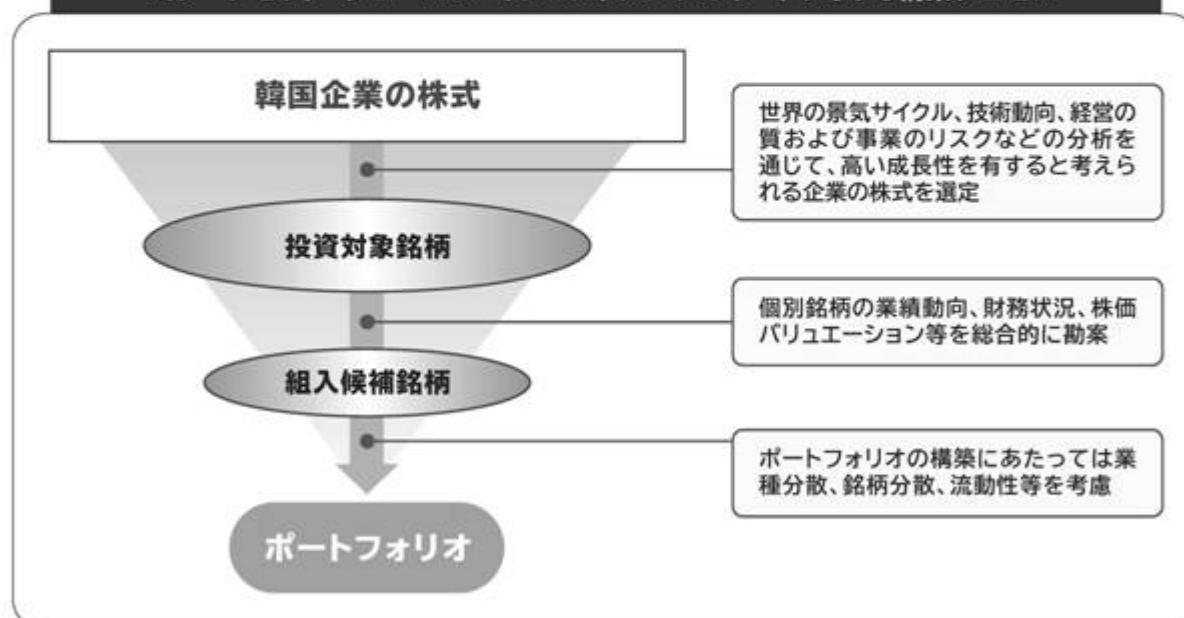 韓国企業の株式
世界の景気サイクル、技術動向、経営の
質および事業のリスクなどの分析を
通じて、高い成長性を有すると考えら
れる企業の株式を選定
投資対象銘柄
個別銘柄の業績動向、財務状況、株価
バリュエーション等を総合的に勘案
組入候補銘柄
ポートフォリオの構築にあたっては業
種分散、銘柄分散、流動性等を考慮
ポートフォリオ